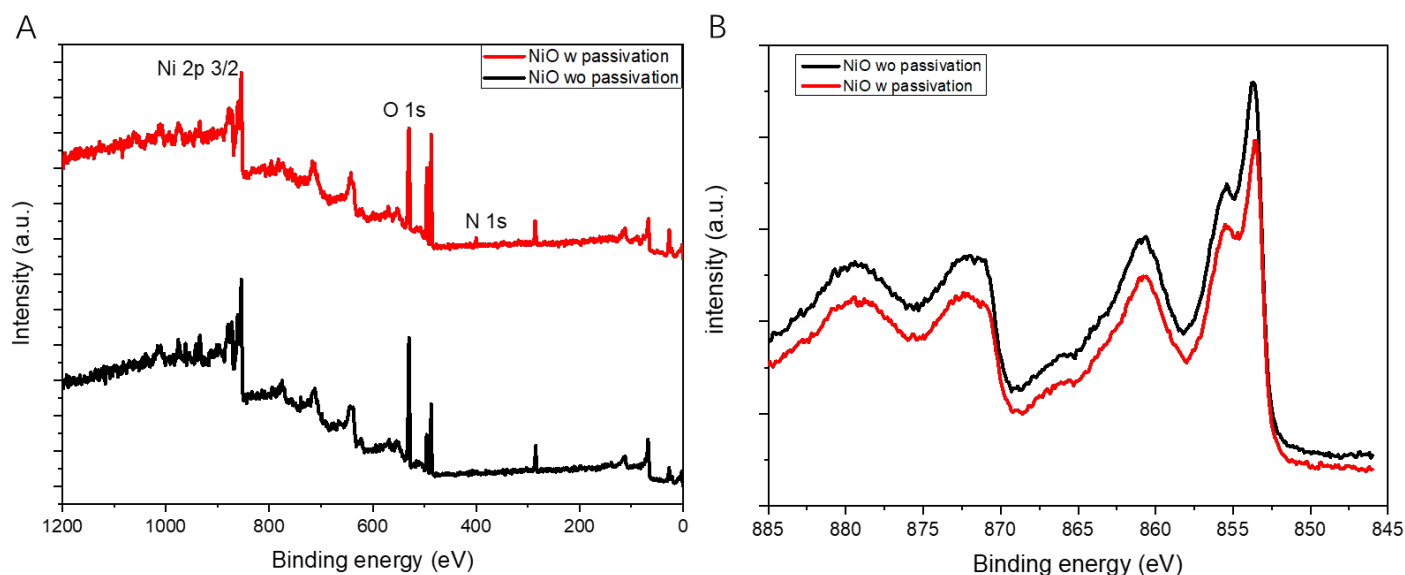 A
NiO w passivation
NiO wo passivation
Ni 2p 3/2
O 1s
N 1s
Intensity (a.u.)
1200 1000 800 600 400 200 0
Binding energy (eV)
B
NiO wo passivation
NiO w passivation
intensity (a.u.)
885 880 875 870 865 860 855 850 845
Binding energy (eV)